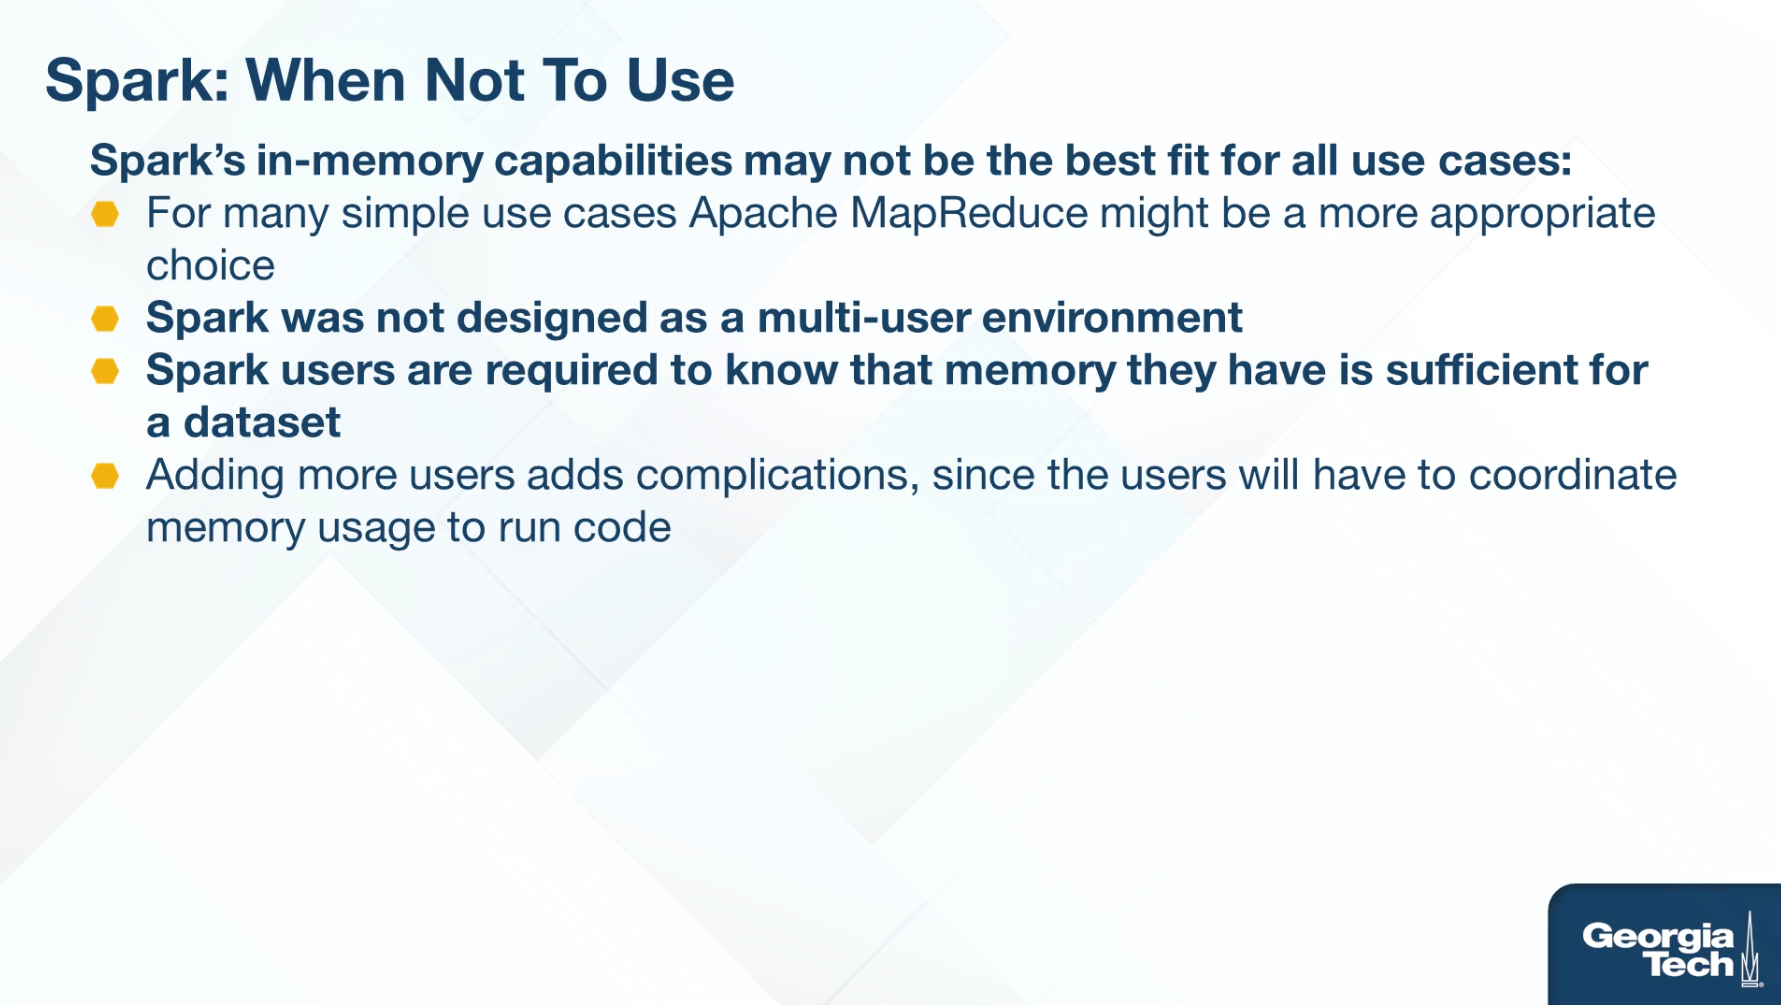 Spark: When Not To Use
Spark’s in-memory capabilities may not be the best fit for all use cases:
For many simple use cases Apache MapReduce might be a more appropriate
choice
Spark was not designed as a multi-user environment
Spark users are required to know that memory they have is sufficient for
a dataset
Adding more users adds complications, since the users will have to coordinate
memory usage to run code
Georgia
Tech